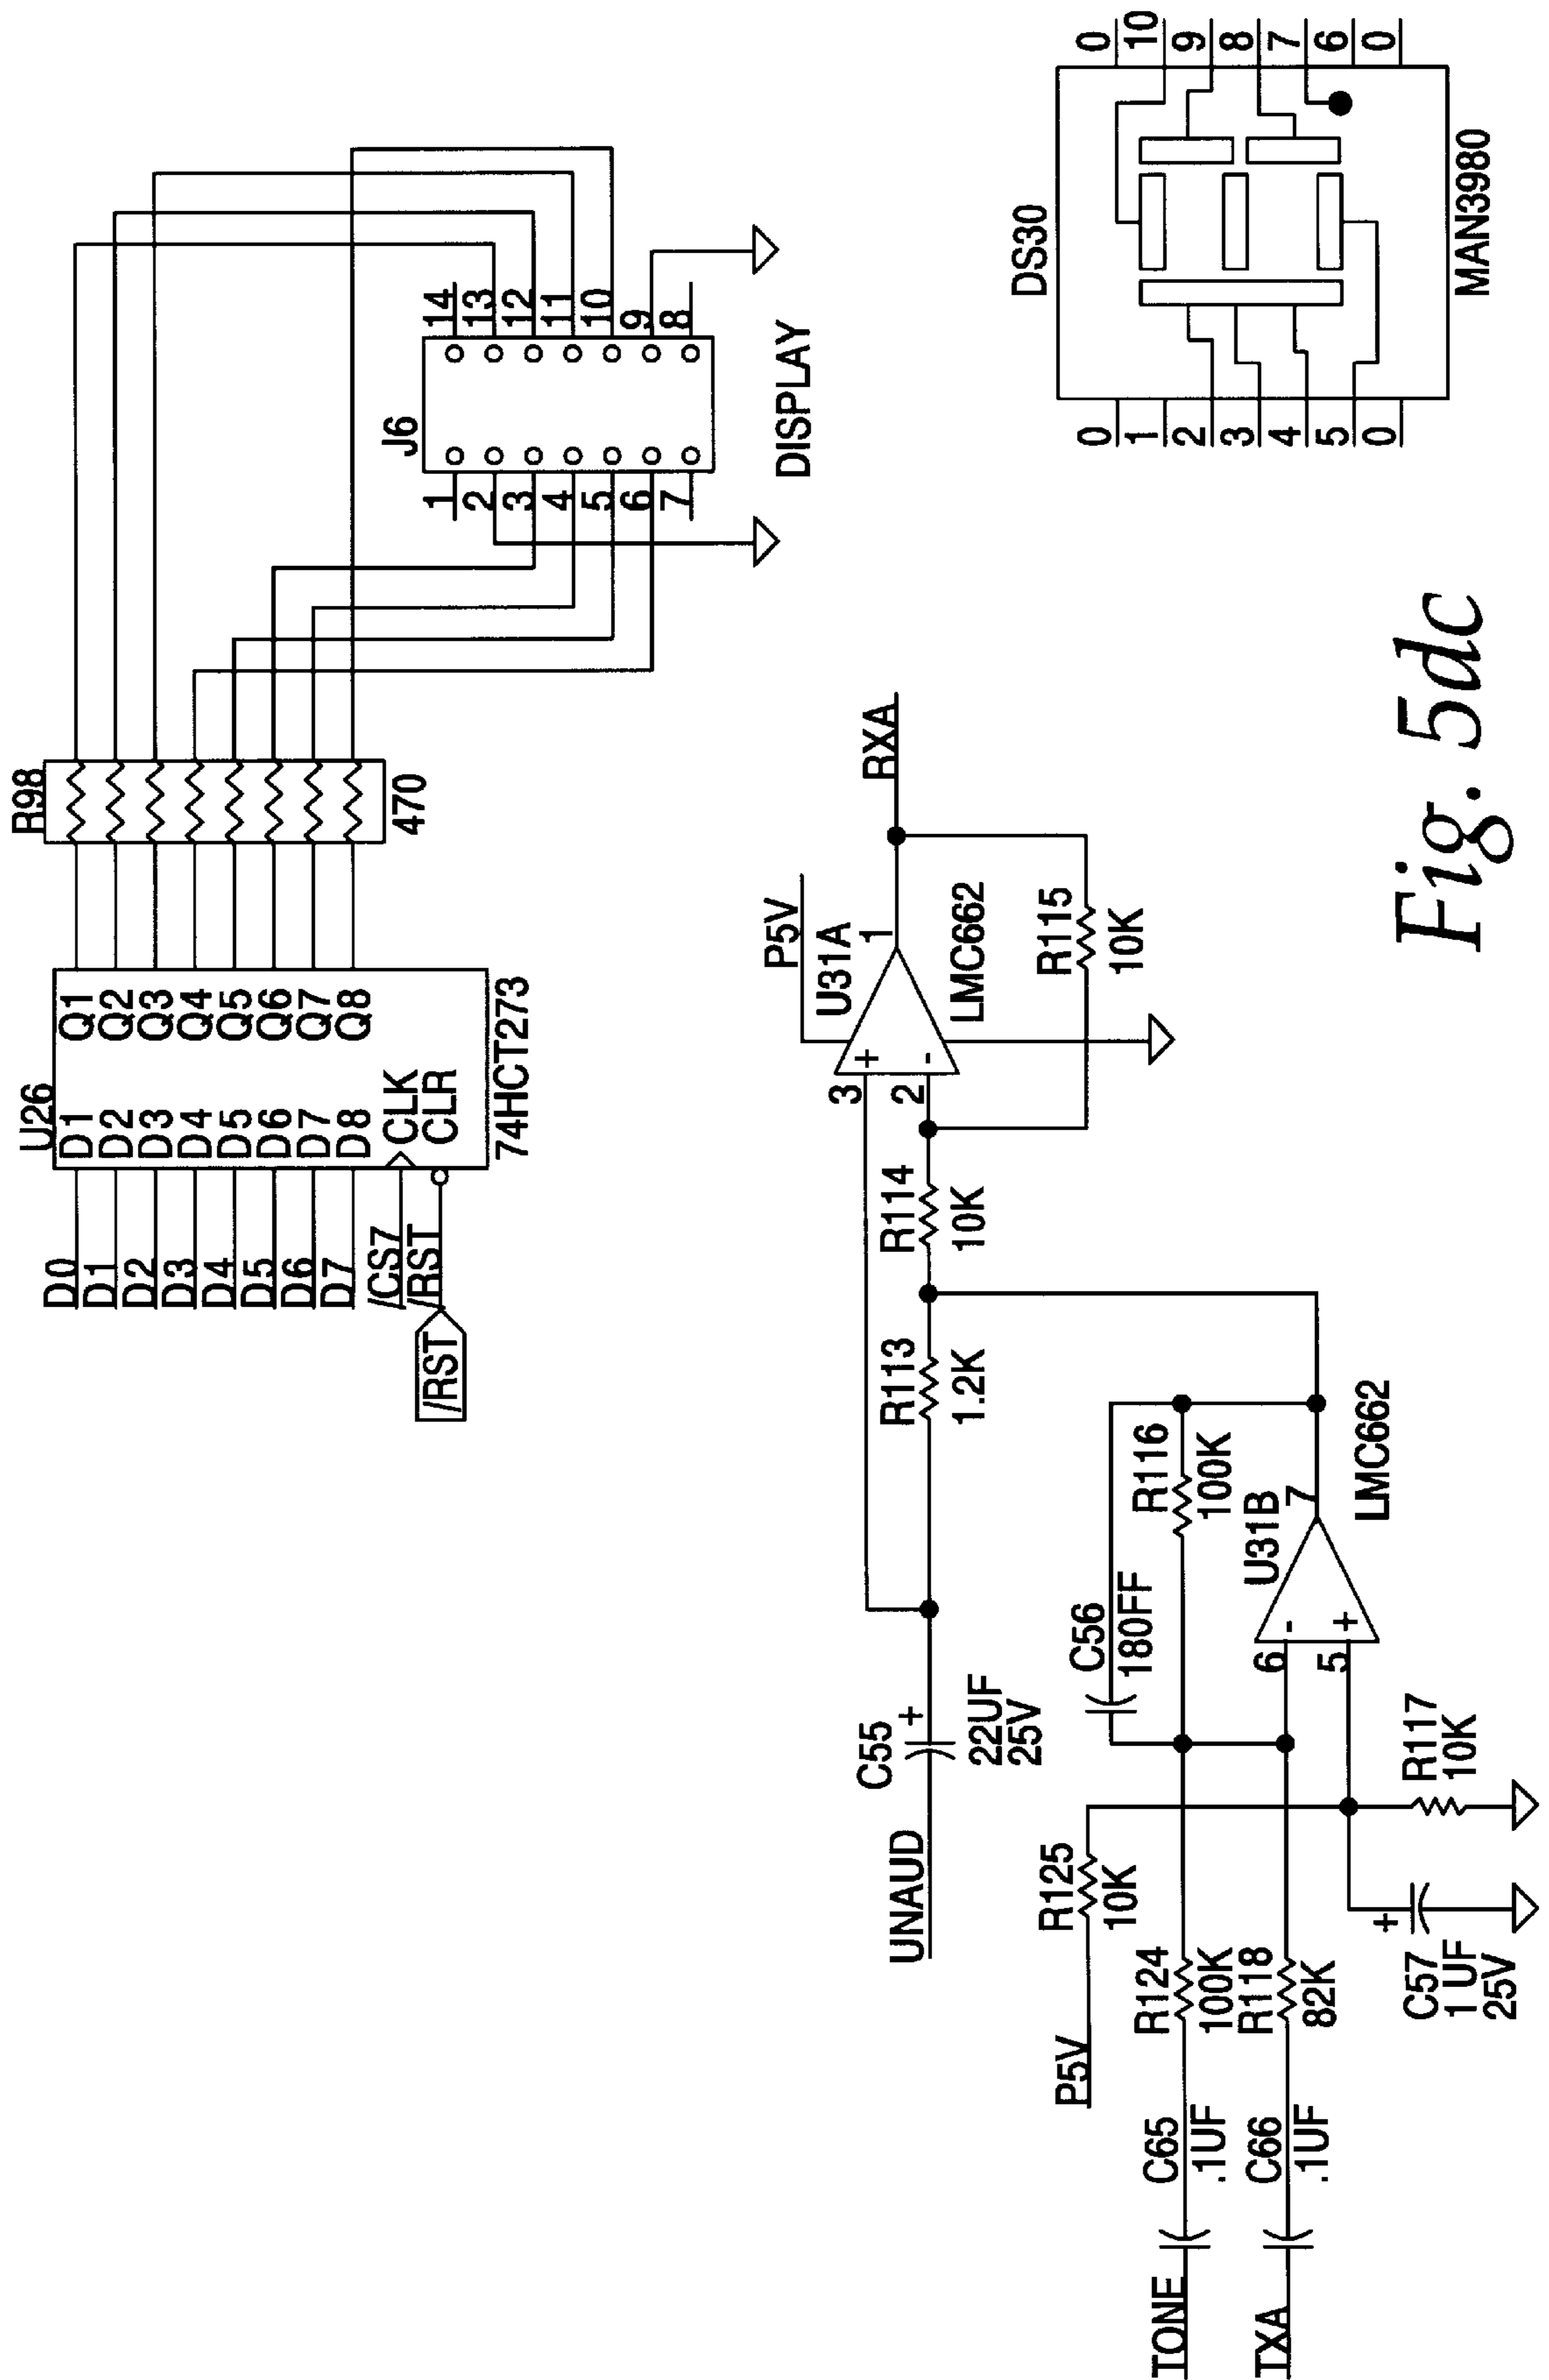 U26
D0 D1 Q1
D1 D2 Q2
D2 D3 Q3
D3 D4 Q4
D4 D5 Q5
D5 D6 Q6
D6 D7 Q7
D7 D8 Q8
/CS7 CLK
/RST CLR
/RST
74HCT273
R98
470
J6
1 14
2 13
3 12
4 11
5 10
6 9
7 8
DISPLAY
UNAUD
C55
+
22UF
25V
R113
1.2K
R114
10K
P5V
U31A
3 +
2 -
1
LMC662
R115
10K
RXA
P5V
R125
10K
TONE
C65
.1UF
R124
100K
TXA
C66
.1UF
R118
82K
C56
180FF
R116
100K
U31B
6 -
5 +
7
LMC662
+
C57
1 UF
25V
R117
10K
DS30
0 0
1 10
2 9
3 8
4 7
5 6
0 0
MAN3980
Fig. 5dc